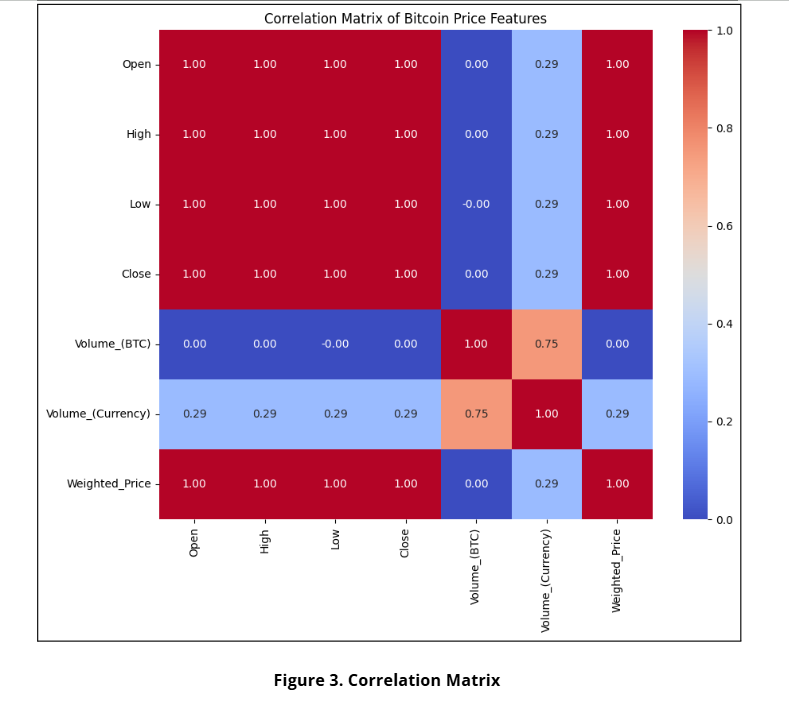 Correlation Matrix of Bitcoin Price Features
Open 1.00 1.00 1.00 1.00 0.00 0.29 1.00
High 1.00 1.00 1.00 1.00 0.00 0.29 1.00
Low 1.00 1.00 1.00 1.00 -0.00 0.29 1.00
Close 1.00 1.00 1.00 1.00 0.00 0.29 1.00
Volume_(BTC) 0.00 0.00 -0.00 0.00 1.00 0.75 0.00
Volume_(Currency) 0.29 0.29 0.29 0.29 0.75 1.00 0.29
Weighted_Price 1.00 1.00 1.00 1.00 0.00 0.29 1.00
Open
High
Low
Close
Volume_(BTC)
Volume_(Currency)
Weighted_Price
1.0
0.8
0.6
0.4
0.2
0.0
Figure 3. Correlation Matrix